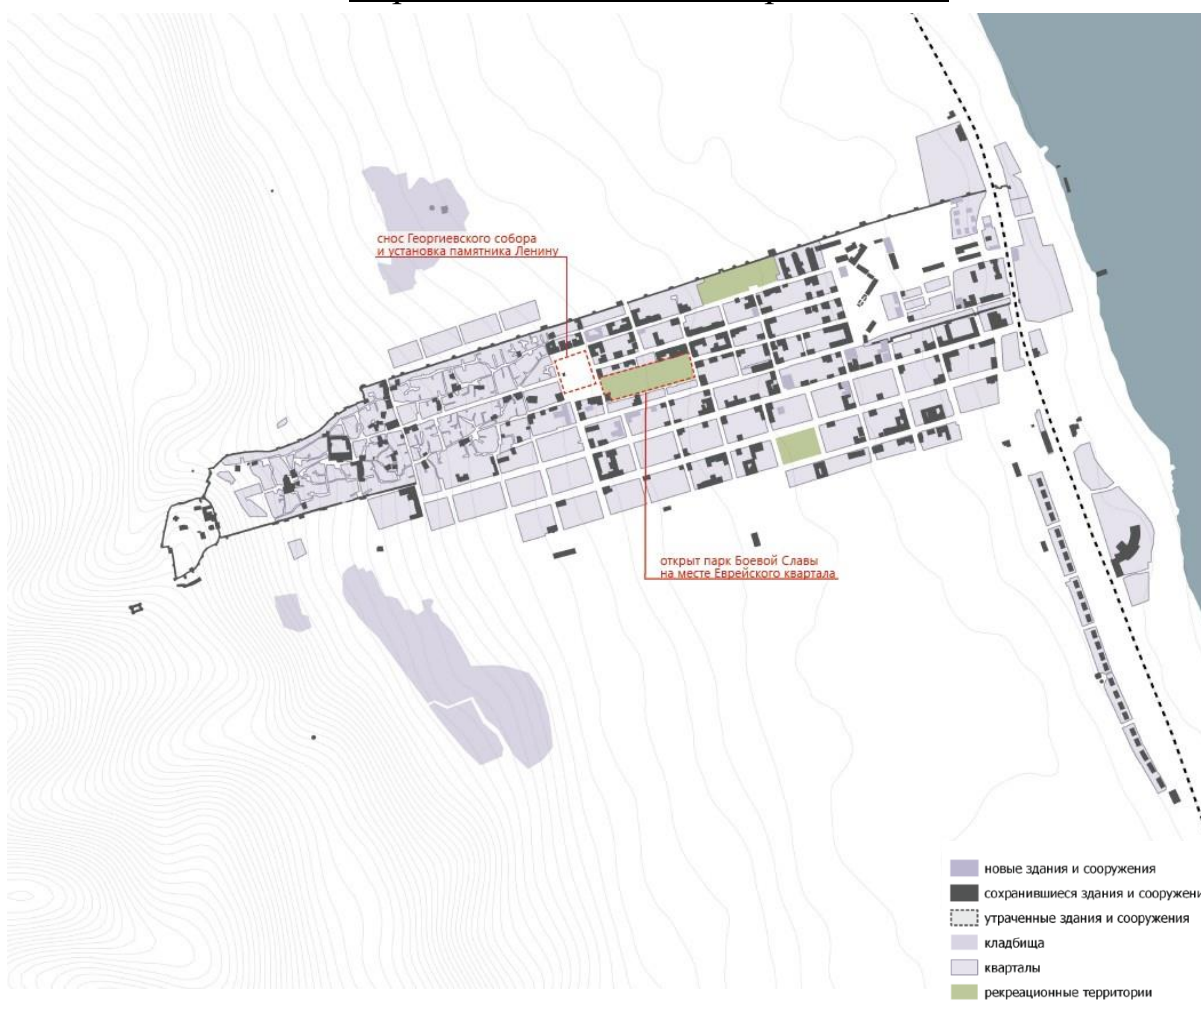 снос Георгиевского собора
и установка памятника Ленину
открыт парк Боевой Славы
на месте Еврейского квартала
новые здания и сооружения
сохранившиеся здания и сооружени
утраченные здания и сооружения
кладбища
кварталы
рекреационные территории